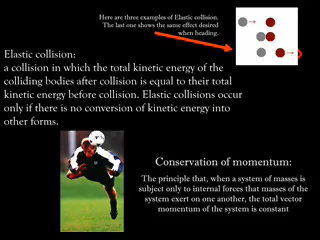 Here are three examples of Elastic collision.
The last one shows the same effect desired
when heading.
Elastic collision:
a collision in which the total kinetic energy of the
colliding bodies after collision is equal to their total
kinetic energy before collision. Elastic collisions occur
only if there is no conversion of kinetic energy into
other forms.
Conservation of momentum:
The principle that, when a system of masses is
subject only to internal forces that masses of the
system exert on one another, the total vector
momentum of the system is constant